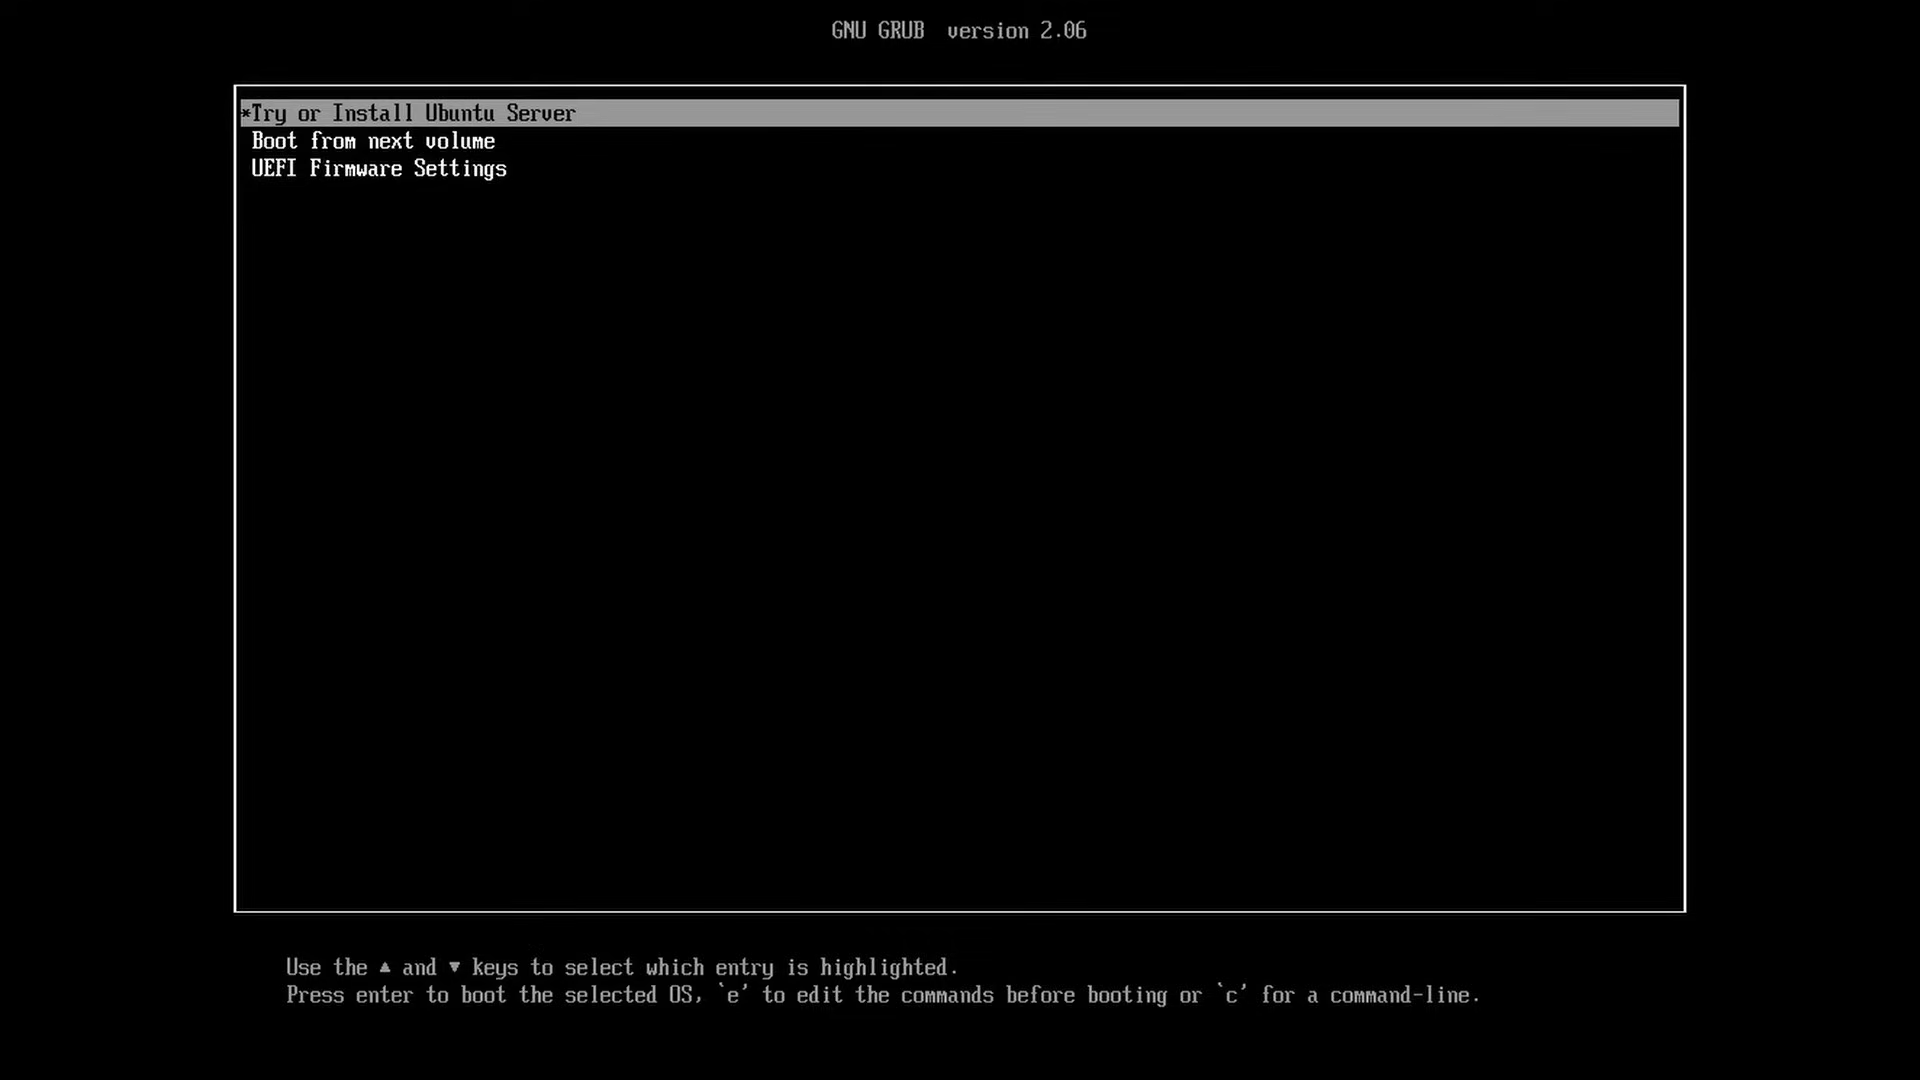 GNU GRUB  version 2.06
*Try or Install Ubuntu Server
Boot from next volume
UEFI Firmware Settings
Use the ▲ and ▼ keys to select which entry is highlighted.
Press enter to boot the selected OS, `e' to edit the commands before booting or `c' for a command-line.